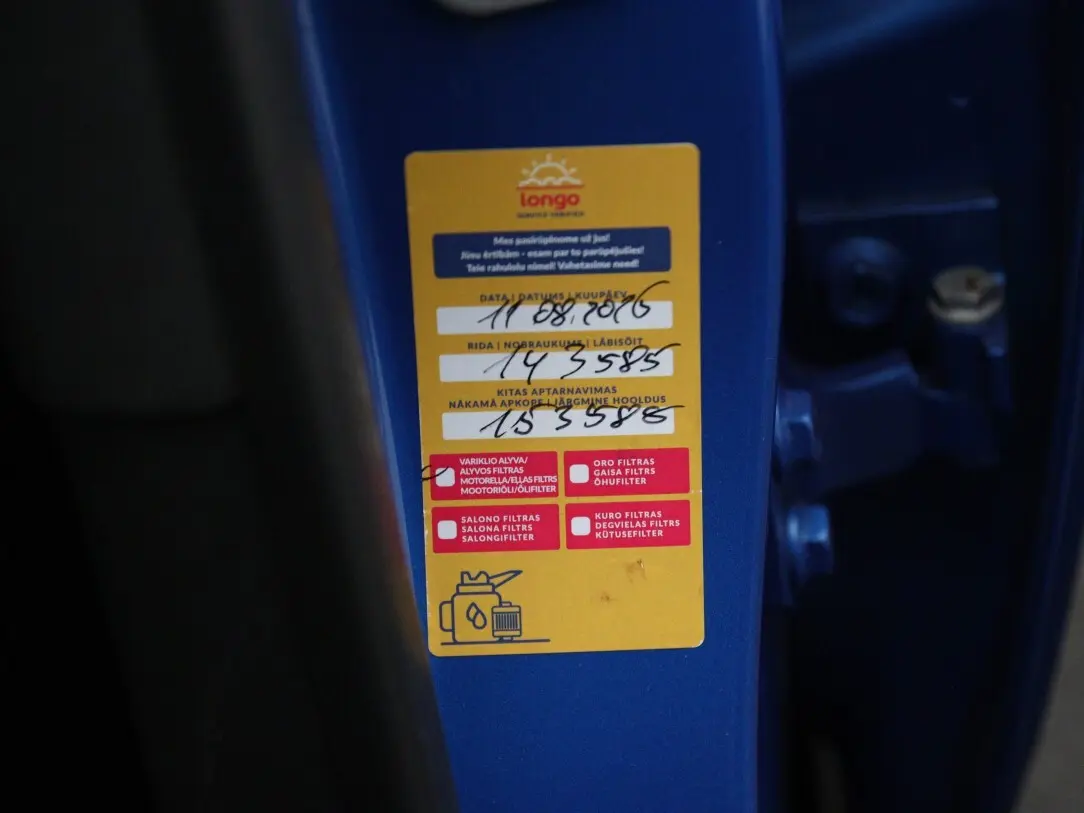 longo
Mes pasirūpinome už jus!
Jūsu ērtībām - esam par to parūpējušies!
Teie rahulolu nimel! Vahetasime need!
DATA | DATUMS | KUUPÄEV
11 08.2026
RIDA | NOBRAUKUMS | LÄBISÕIT
143585
KITAS APTARNAVIMAS
NĀKAMĀ APKOPE | JÄRGMINE HOOLDUS
153585
VARIKLIO ALYVA/
ALYVOS FILTRAS
MOTORELLA/ELLAS FILTRS
MOOTORIÕLI/ÕLIFILTER
ORO FILTRAS
GAISA FILTRS
ÕHUFILTER
SALONO FILTRAS
SALONA FILTRS
SALONGIFILTER
KURO FILTRAS
DEGVIELAS FILTRS
KÜTUSEFILTER